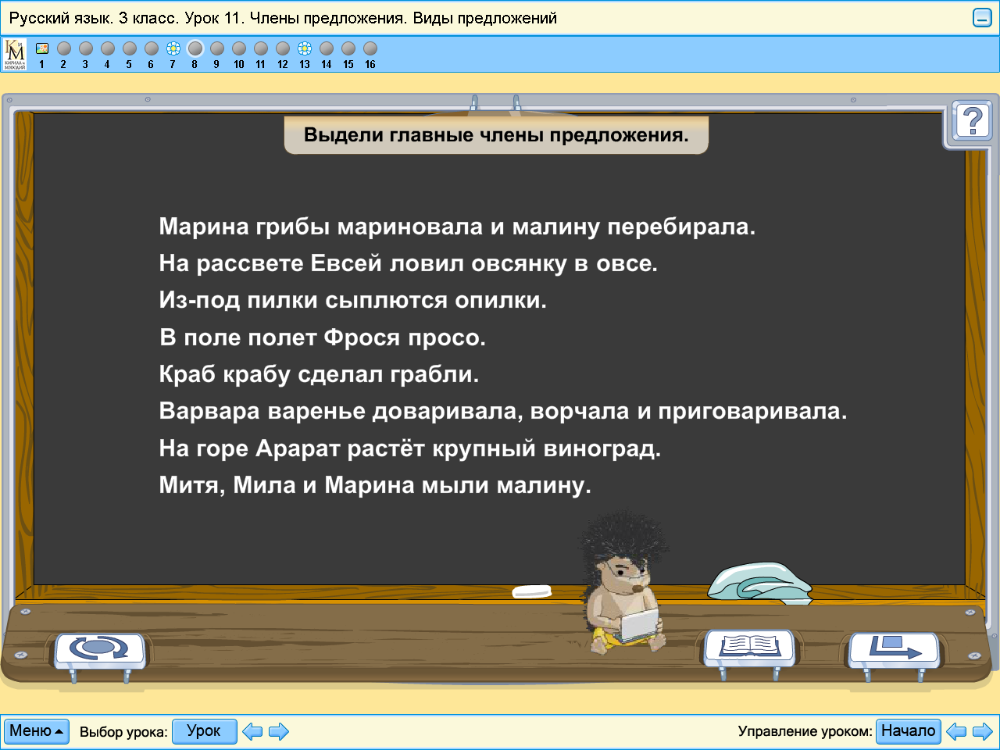 Русский язык. 3 класс. Урок 11. Члены предложения. Виды предложений
КИМ
КИРИЛЛ и МЕФОДИЙ
1 2 3 4 5 6 7 8 9 10 11 12 13 14 15 16
Выдели главные члены предложения.
?
Марина грибы мариновала и малину перебирала.
На рассвете Евсей ловил овсянку в овсе.
Из-под пилки сыплются опилки.
В поле полет Фрося просо.
Краб крабу сделал грабли.
Варвара варенье доваривала, ворчала и приговаривала.
На горе Арарат растёт крупный виноград.
Митя, Мила и Марина мыли малину.
Меню Выбор урока: Урок Управление уроком: Начало